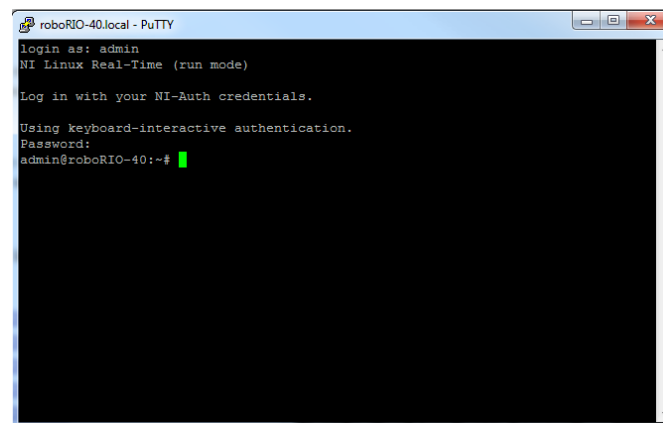 roboRIO-40.local - PuTTY
login as: admin
NI Linux Real-Time (run mode)
Log in with your NI-Auth credentials.
Using keyboard-interactive authentication.
Password:
admin@roboRIO-40:~#